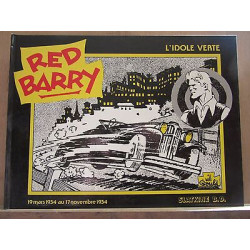 L'IDOLE VERTE
RED
BARRY
19 mars 1934 au 17 novembre 1934
SLATKINE B.D.